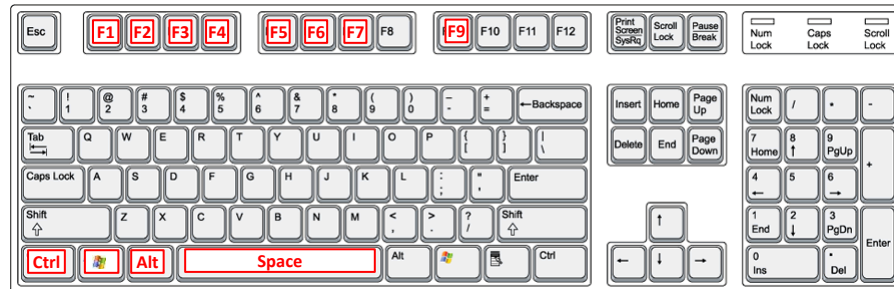 Esc F1 F2 F3 F4 F5 F6 F7 F8 F9 F10 F11 F12 Print Screen SysRq Scroll Lock Pause Break Num Lock Caps Lock Scroll Lock
~ ` ! 1 @ 2 # 3 $ 4 % 5 ^ 6 & 7 * 8 ( 9 ) 0 – - + = ←Backspace Insert Home Page Up Num Lock / * -
Tab Q W E R T Y U I O P { [ } ] | \ Delete End Page Down 7 Home 8 ↑ 9 PgUp +
Caps Lock A S D F G H J K L : ; " ' Enter 4 ← 5 6 →
Shift Z X C V B N M < , > . ? / Shift ↑ 1 End 2 ↓ 3 PgDn Enter
Ctrl Alt Space Alt Ctrl ← ↓ → 0 Ins . Del